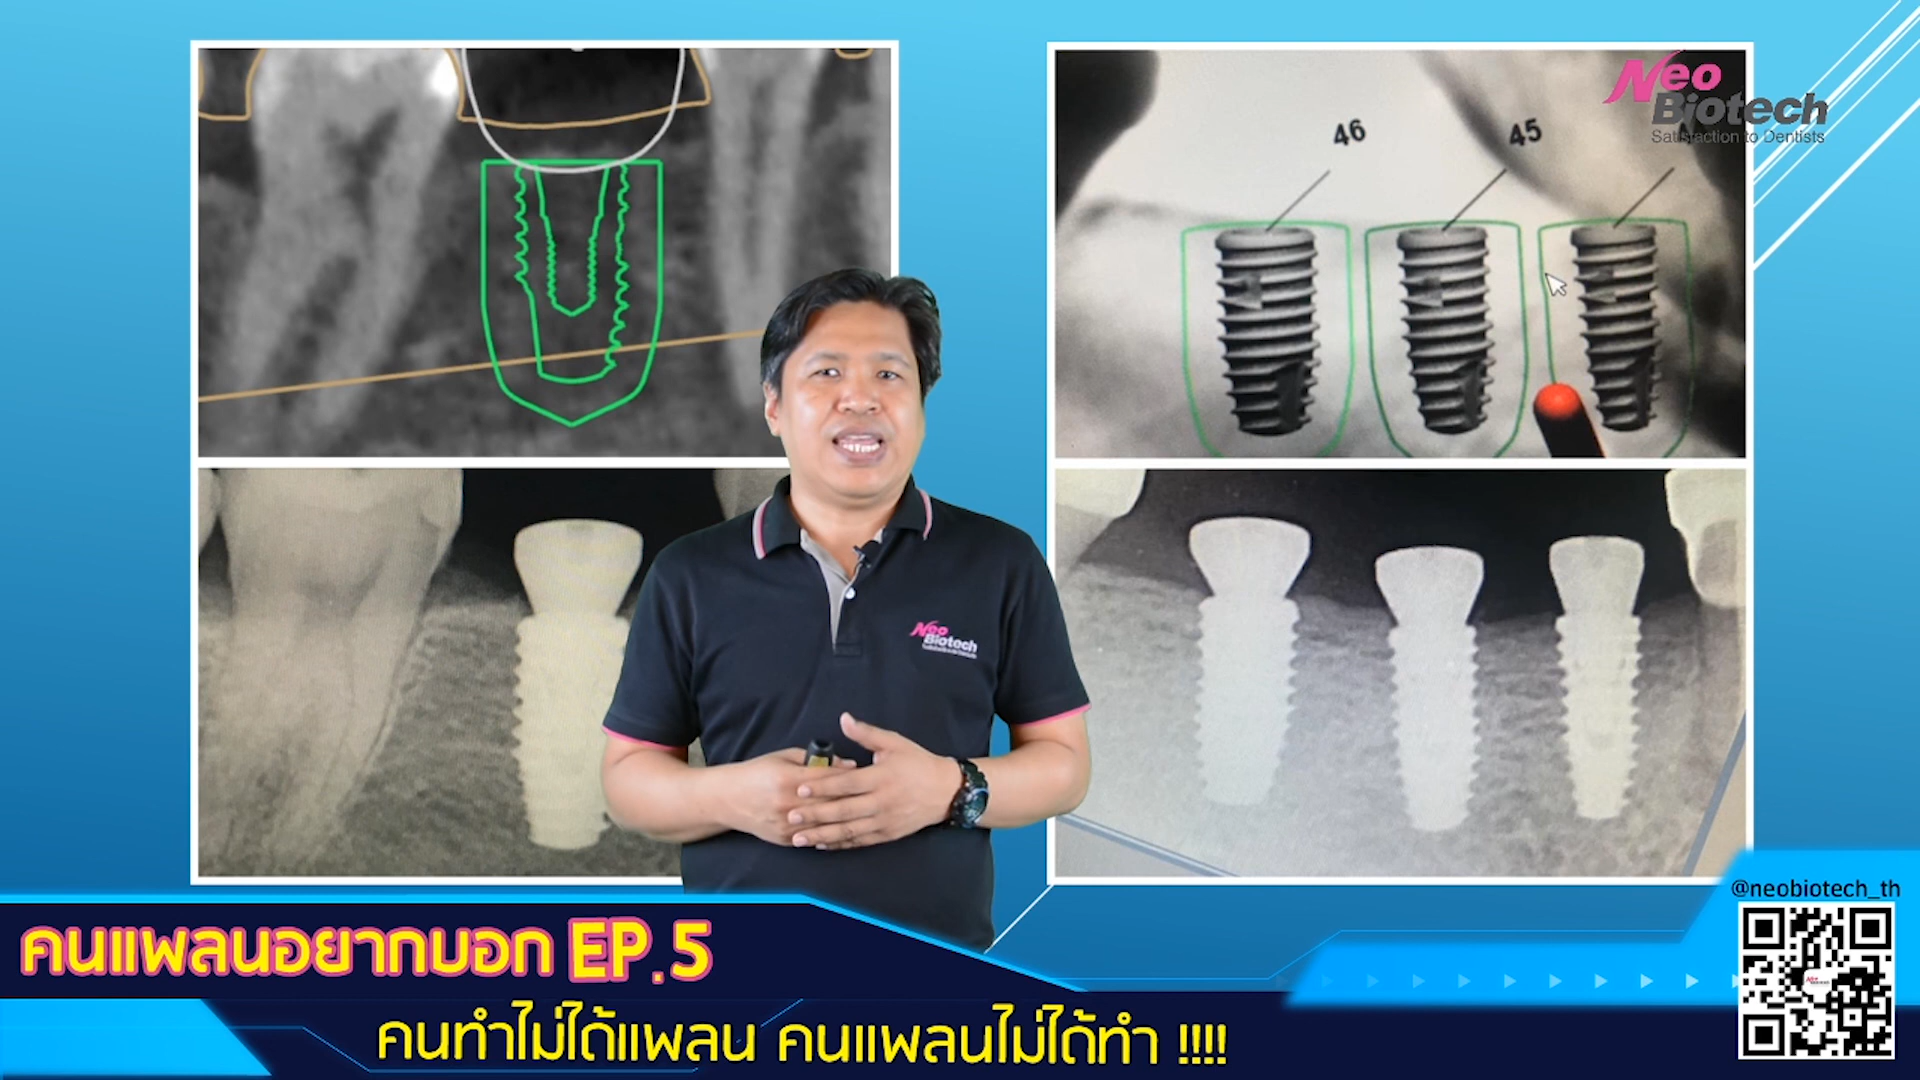 Neo
Biotech
Satisfaction to Dentists
46
45
Neo
Biotech
@neobiotech_th
คนแพลนอยากบอก EP.5
คนทำไม่ได้แพลน คนแพลนไม่ได้ทำ !!!!